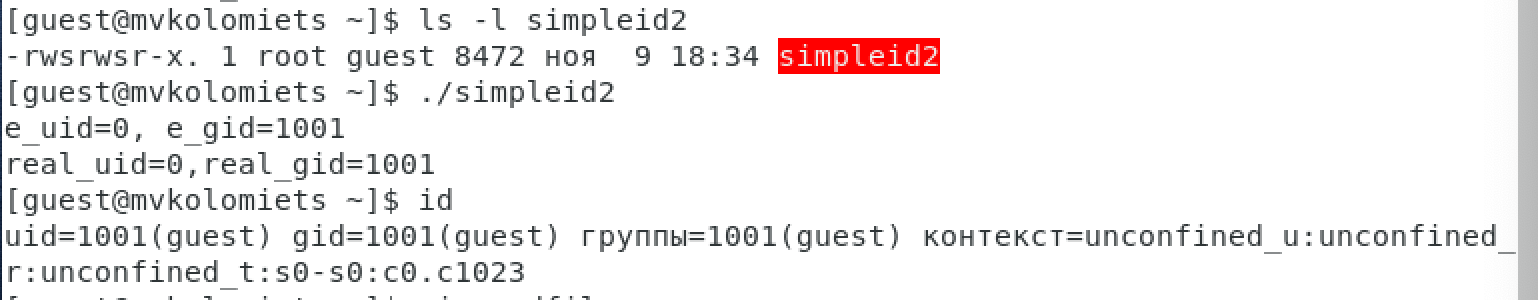 [guest@mvkolomiets ~]$ ls -l simpleid2
-rwsrwsr-x. 1 root guest 8472 ноя  9 18:34 simpleid2
[guest@mvkolomiets ~]$ ./simpleid2
e_uid=0, e_gid=1001
real_uid=0,real_gid=1001
[guest@mvkolomiets ~]$ id
uid=1001(guest) gid=1001(guest) группы=1001(guest) контекст=unconfined_u:unconfined_
r:unconfined_t:s0-s0:c0.c1023